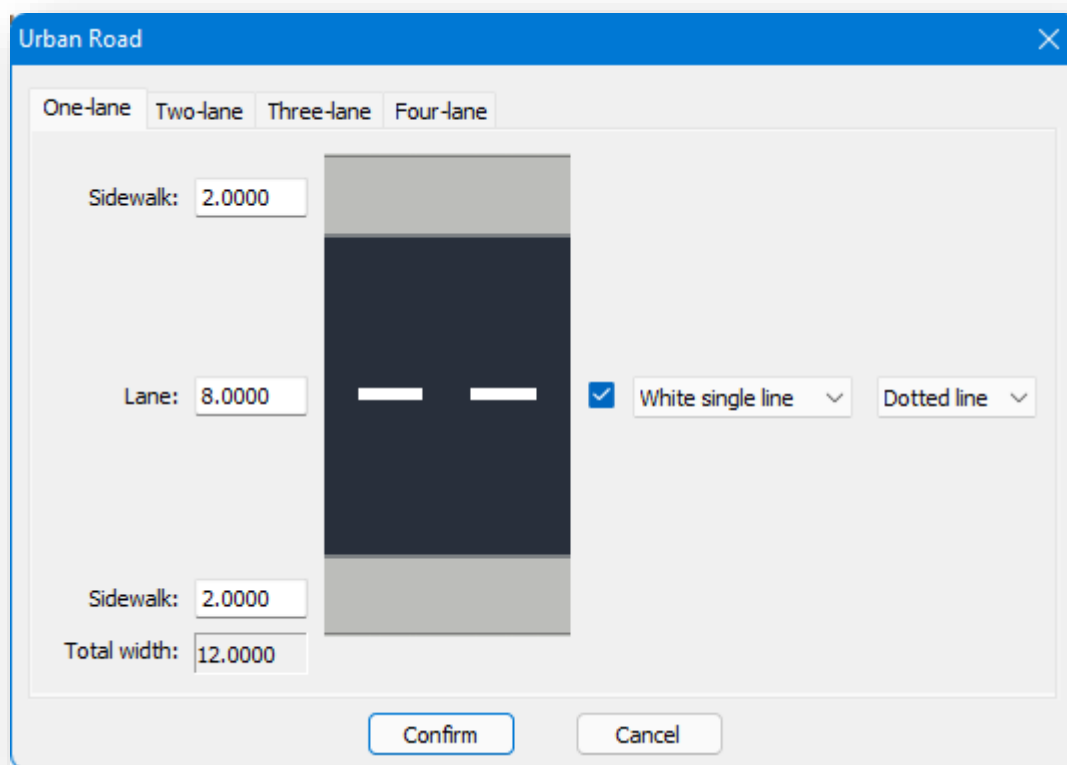 Urban Road
One-lane Two-lane Three-lane Four-lane
Sidewalk: 2.0000
Lane: 8.0000 White single line Dotted line
Sidewalk: 2.0000
Total width: 12.0000
Confirm Cancel